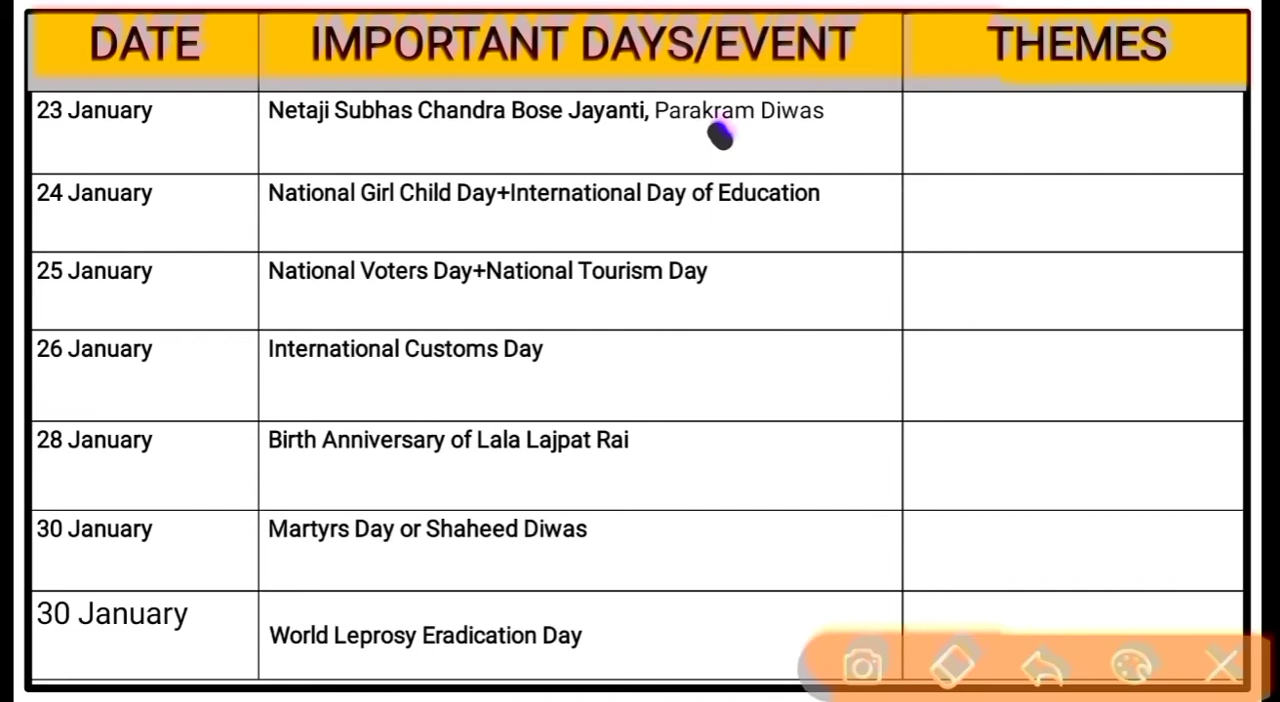 DATE IMPORTANT DAYS/EVENT THEMES
23 January Netaji Subhas Chandra Bose Jayanti, Parakram Diwas
24 January National Girl Child Day+International Day of Education
25 January National Voters Day+National Tourism Day
26 January International Customs Day
28 January Birth Anniversary of Lala Lajpat Rai
30 January Martyrs Day or Shaheed Diwas
30 January World Leprosy Eradication Day